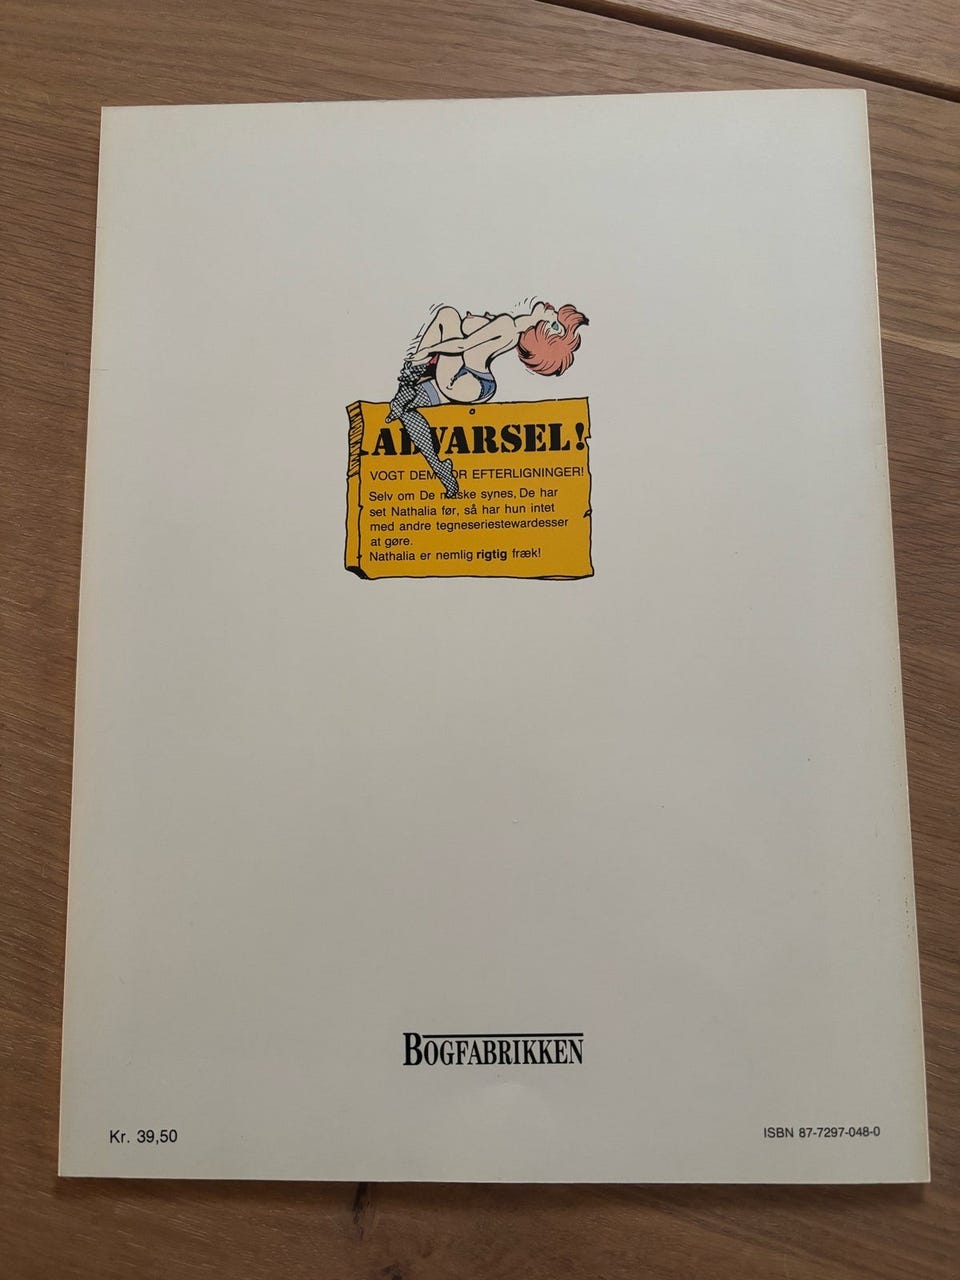 ADVARSEL!
VOGT DEM FOR EFTERLIGNINGER!
Selv om De måske synes, De har
set Nathalia før, så har hun intet
med andre tegneseriestewardesser
at gøre.
Nathalia er nemlig rigtig fræk!
BOGFABRIKKEN
Kr. 39,50
ISBN 87-7297-048-0